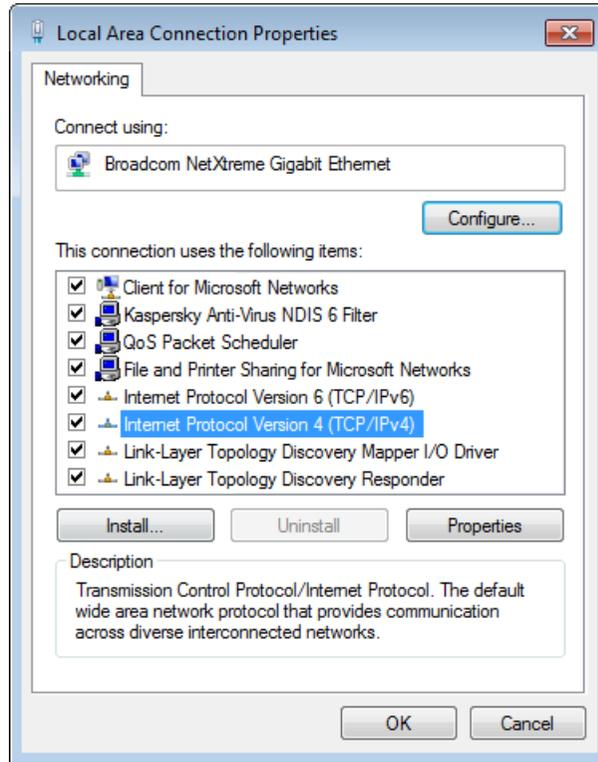 Local Area Connection Properties
Networking
Connect using:
Broadcom NetXtreme Gigabit Ethernet
Configure...
This connection uses the following items:
Client for Microsoft Networks
Kaspersky Anti-Virus NDIS 6 Filter
QoS Packet Scheduler
File and Printer Sharing for Microsoft Networks
Internet Protocol Version 6 (TCP/IPv6)
Internet Protocol Version 4 (TCP/IPv4)
Link-Layer Topology Discovery Mapper I/O Driver
Link-Layer Topology Discovery Responder
Install...
Uninstall
Properties
Description
Transmission Control Protocol/Internet Protocol. The default
wide area network protocol that provides communication
across diverse interconnected networks.
OK
Cancel